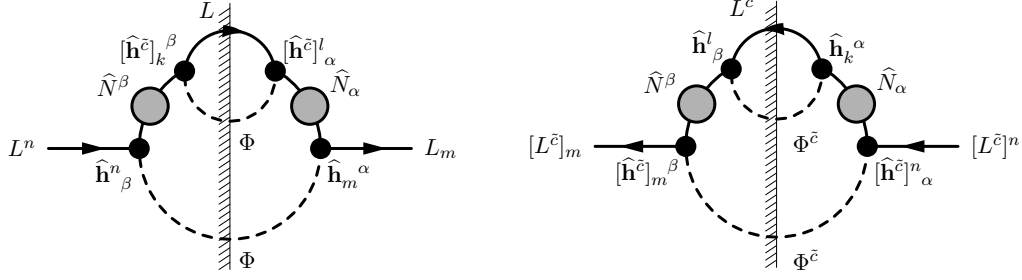 L
[ĥ^c̃]_k^β
[ĥ^c̃]^l_α
N̂^β
N̂_α
Φ
L^n
ĥ^n_β
ĥ_m^α
L_m
Φ
L^c
ĥ^l_β
ĥ_k^α
N̂^β
N̂_α
Φ^c̃
[L^c̃]_m
[ĥ^c̃]_m^β
[ĥ^c̃]^n_α
[L^c̃]^n
Φ^c̃